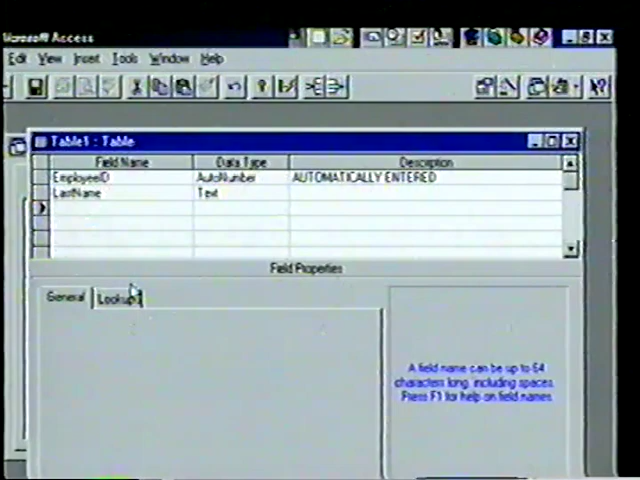 Microsoft Access
Edit View Insert Tools Window Help
Table1 : Table
Field Name Data Type Description
EmployeeID AutoNumber AUTOMATICALLY ENTERED
LastName Text
Field Properties
General Lookup
A field name can be up to 64
characters long, including spaces.
Press F1 for help on field names.